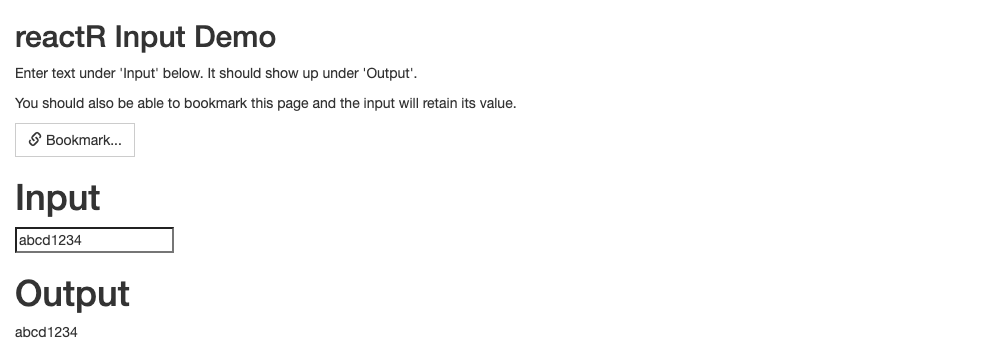 reactR Input Demo
Enter text under 'Input' below. It should show up under 'Output'.
You should also be able to bookmark this page and the input will retain its value.
Bookmark...
Input
abcd1234
Output
abcd1234